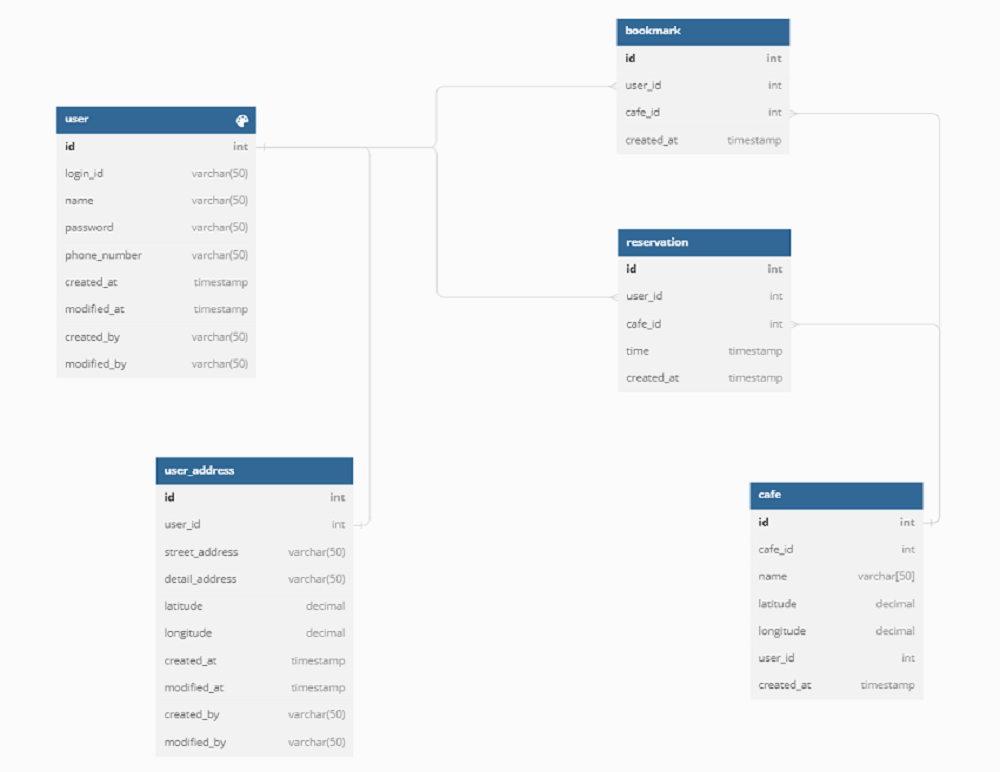 bookmark
id int
user_id int
cafe_id int
created_at timestamp
user
id int
login_id varchar(50)
name varchar(50)
password varchar(50)
phone_number varchar(50)
created_at timestamp
modified_at timestamp
created_by varchar(50)
modified_by varchar(50)
reservation
id int
user_id int
cafe_id int
time timestamp
created_at timestamp
user_address
id int
user_id int
street_address varchar(50)
detail_address varchar(50)
latitude decimal
longitude decimal
created_at timestamp
modified_at timestamp
created_by varchar(50)
modified_by varchar(50)
cafe
id int
cafe_id int
name varchar[50]
latitude decimal
longitude decimal
user_id int
created_at timestamp